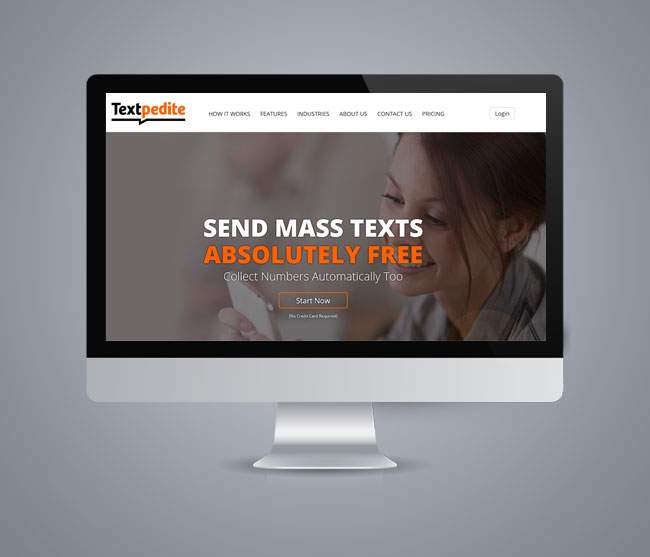 Textpedite
HOW IT WORKS FEATURES INDUSTRIES ABOUT US CONTACT US PRICING Login
SEND MASS TEXTS
ABSOLUTELY FREE
Collect Numbers Automatically Too
Start Now
(No Credit Card Required)